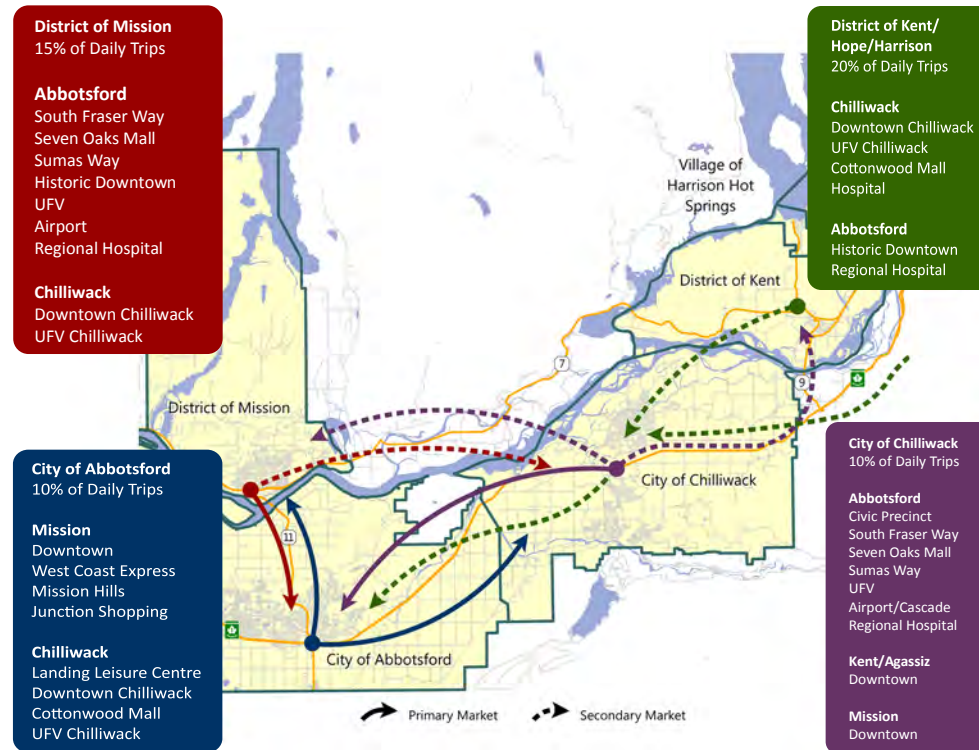 District of Mission
15% of Daily Trips
Abbotsford
South Fraser Way
Seven Oaks Mall
Sumas Way
Historic Downtown
UFV
Airport
Regional Hospital
Chilliwack
Downtown Chilliwack
UFV Chilliwack
District of Kent/
Hope/Harrison
20% of Daily Trips
Chilliwack
Downtown Chilliwack
UFV Chilliwack
Cottonwood Mall
Hospital
Abbotsford
Historic Downtown
Regional Hospital
Village of
Harrison Hot
Springs
District of Kent
7
9
District of Mission
City of Chilliwack
11
City of Abbotsford
City of Abbotsford
10% of Daily Trips
Mission
Downtown
West Coast Express
Mission Hills
Junction Shopping
Chilliwack
Landing Leisure Centre
Downtown Chilliwack
Cottonwood Mall
UFV Chilliwack
City of Chilliwack
10% of Daily Trips
Abbotsford
Civic Precinct
South Fraser Way
Seven Oaks Mall
Sumas Way
UFV
Airport/Cascade
Regional Hospital
Kent/Agassiz
Downtown
Mission
Downtown
Primary Market
Secondary Market